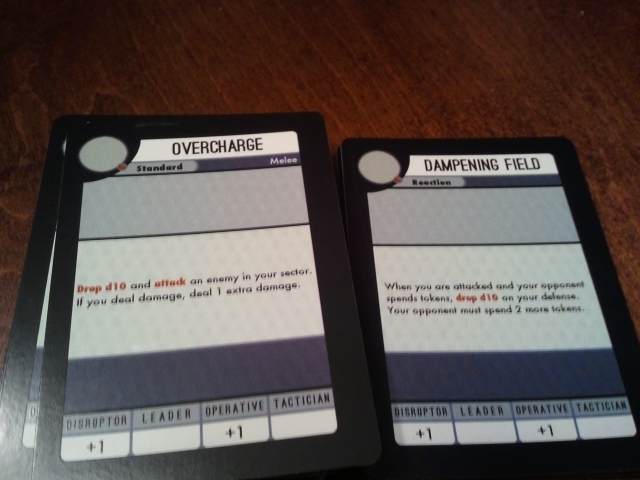 OVERCHARGE
Standard Melee
Drop d10 and attack an enemy in your sector.
If you deal damage, deal 1 extra damage.
DISRUPTOR LEADER OPERATIVE TACTICIAN
+1 +1
DAMPENING FIELD
Reaction
When you are attacked and your opponent
spends tokens, drop d10 on your defense.
Your opponent must spend 2 more tokens.
DISRUPTOR LEADER OPERATIVE TACTICIAN
+1 +1